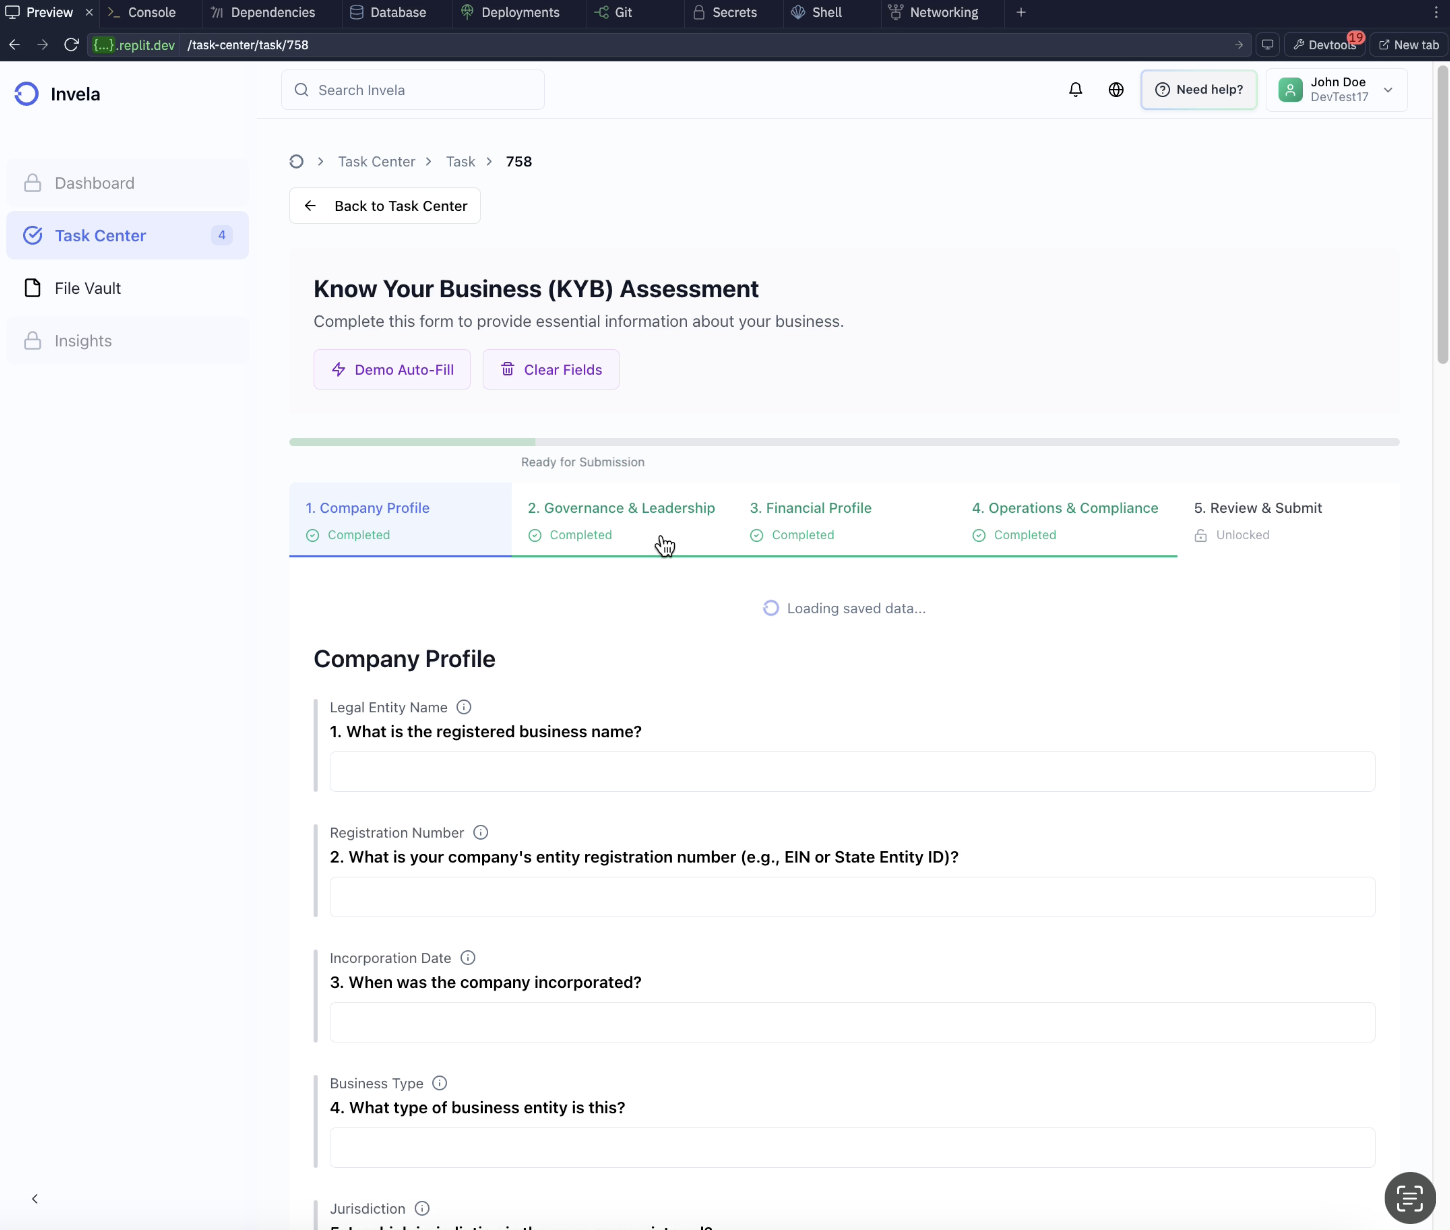 Preview × Console Dependencies Database Deployments Git Secrets Shell Networking +
{...}.replit.dev /task-center/task/758 Devtools 19 New tab
Invela
Search Invela
Need help?
John Doe
DevTest17
Dashboard
Task Center 4
File Vault
Insights
Task Center > Task > 758
Back to Task Center
Know Your Business (KYB) Assessment
Complete this form to provide essential information about your business.
Demo Auto-Fill Clear Fields
Ready for Submission
1. Company Profile
Completed
2. Governance & Leadership
Completed
3. Financial Profile
Completed
4. Operations & Compliance
Completed
5. Review & Submit
Unlocked
Loading saved data...
Company Profile
Legal Entity Name
1. What is the registered business name?
Registration Number
2. What is your company's entity registration number (e.g., EIN or State Entity ID)?
Incorporation Date
3. When was the company incorporated?
Business Type
4. What type of business entity is this?
Jurisdiction